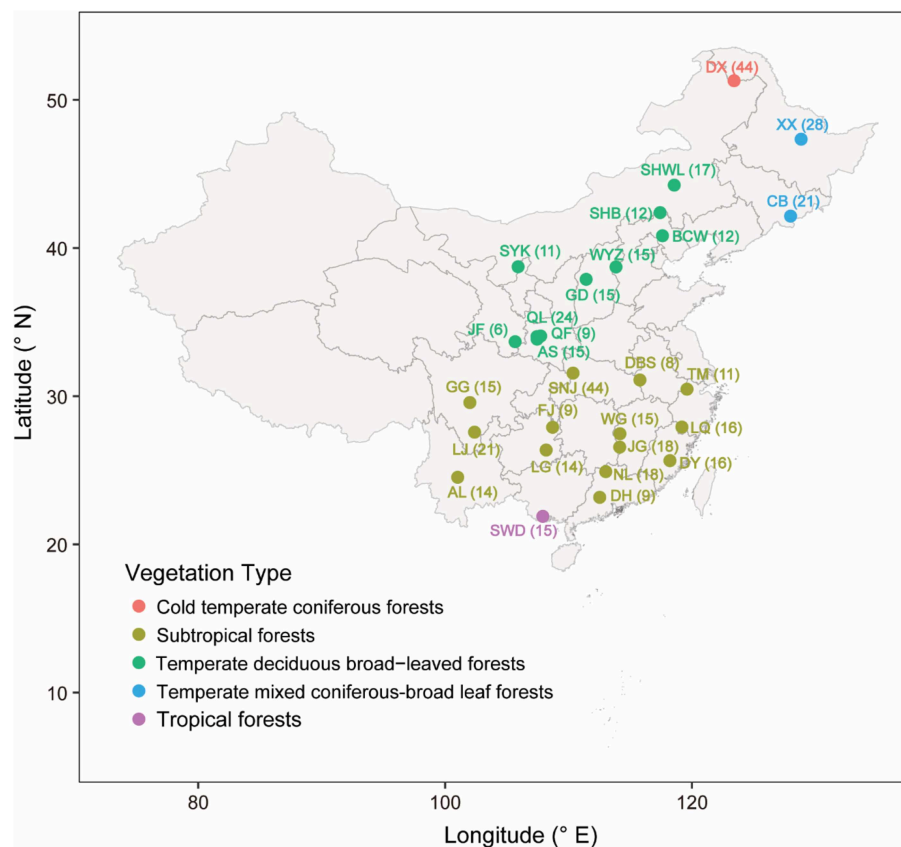 DX (44)
50
XX (28)
SHWL (17)
CB (21)
SHB (12)
BCW (12)
40
SYK (11)
WYZ (15)
GD (15)
QL (24)
JF (6)
QF (9)
AS (15)
DBS (8)
TM (11)
30
GG (15)
SNJ (44)
FJ (9)
WG (15)
LQ (16)
LJ (21)
JG (18)
LG (14)
DY (16)
NL (18)
AL (14)
DH (9)
SWD (15)
20
Latitude (° N)
Vegetation Type
Cold temperate coniferous forests
Subtropical forests
Temperate deciduous broad−leaved forests
Temperate mixed coniferous-broad leaf forests
10
Tropical forests
80
100
120
Longitude (° E)